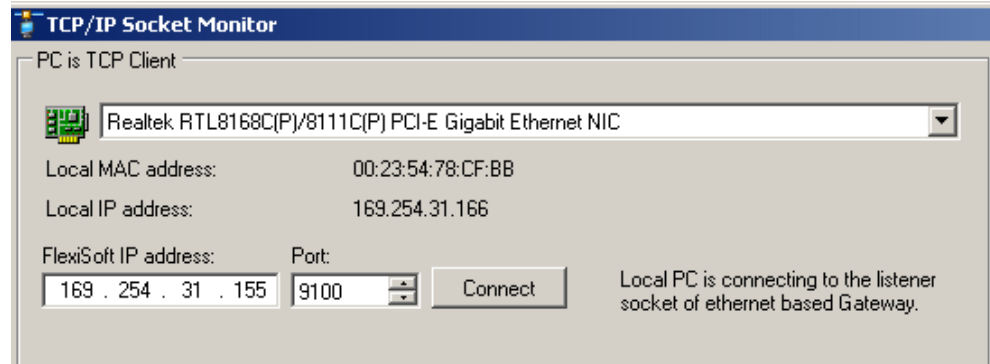 TCP/IP Socket Monitor
PC is TCP Client
Realtek RTL8168C(P)/8111C(P) PCI-E Gigabit Ethernet NIC
Local MAC address: 00:23:54:78:CF:BB
Local IP address: 169.254.31.166
FlexiSoft IP address: Port:
169 . 254 . 31 . 155 9100 Connect
Local PC is connecting to the listener
socket of ethernet based Gateway.